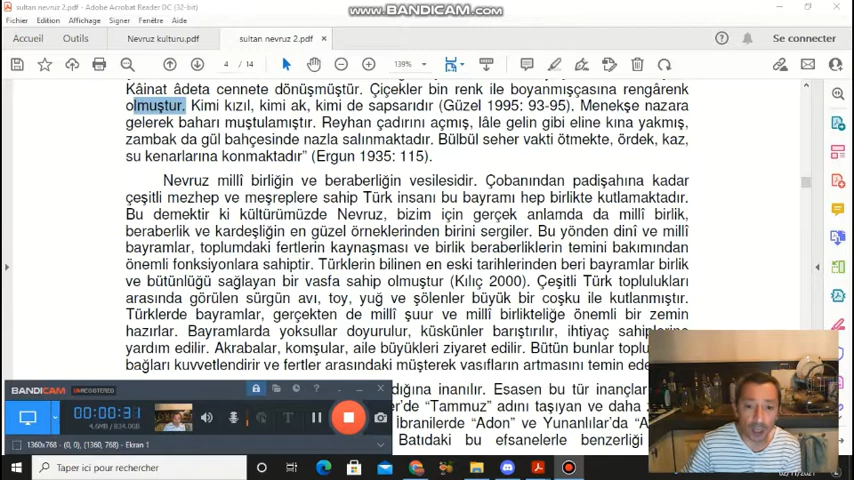 sultan nevruz 2.pdf
www.BANDICAM.com
Fichier Edition Affichage Signer Fenêtre Aide
Accueil Outils Nevruz kulturu.pdf sultan nevruz 2.pdf × Se connecter
4 / 14 139%
Kâinat âdeta cennete dönüşmüştür. Çiçekler bin renk ile boyanmışçasına rengârenk
olmuştur. Kimi kızıl, kimi ak, kimi de sapsarıdır (Güzel 1995: 93-95). Menekşe nazara
gelerek baharı muştulamıştır. Reyhan çadırını açmış, lâle gelin gibi eline kına yakmış,
zambak da gül bahçesinde nazla salınmaktadır. Bülbül seher vakti ötmekte, ördek, kaz,
su kenarlarına konmaktadır” (Ergun 1935: 115).
Nevruz millî birliğin ve beraberliğin vesilesidir. Çobanından padişahına kadar
çeşitli mezhep ve meşreplere sahip Türk insanı bu bayramı hep birlikte kutlamaktadır.
Bu demektir ki kültürümüzde Nevruz, bizim için gerçek anlamda da millî birlik,
beraberlik ve kardeşliğin en güzel örneklerinden birini sergiler. Bu yönden dinî ve millî
bayramlar, toplumdaki fertlerin kaynaşması ve birlik beraberliklerin temini bakımından
önemli fonksiyonlara sahiptir. Türklerin bilinen en eski tarihlerinden beri bayramlar birlik
ve bütünlüğü sağlayan bir vasfa sahip olmuştur (Kılıç 2000). Çeşitli Türk toplulukları
arasında görülen sürgün avı, toy, yuğ ve şölenler büyük bir coşku ile kutlanmıştır.
Türklerde bayramlar, gerçekten de millî şuur ve millî birlikteliğe önemli bir zemin
hazırlar. Bayramlarda yoksullar doyurulur, küskünler barıştırılır, ihtiyaç sahiplerine
yardım edilir. Akrabalar, komşular, aile büyükleri ziyaret edilir. Bütün bunlar toplu
bağları kuvvetlendirir ve fertler arasındaki müşterek vasıfların artmasını temin ede
dığına inanılır. Esasen bu tür inançlar
er’de “Tammuz” adını taşıyan ve daha
İbranilerde “Adon” ve Yunanlılar’da “A
Batıdaki bu efsanelerle benzerliği
BANDICAM
00:00:31
4.6MB / 834.0GB
1360x768 - (0, 0), (1360, 768) - Ekran 1
Taper ici pour rechercher